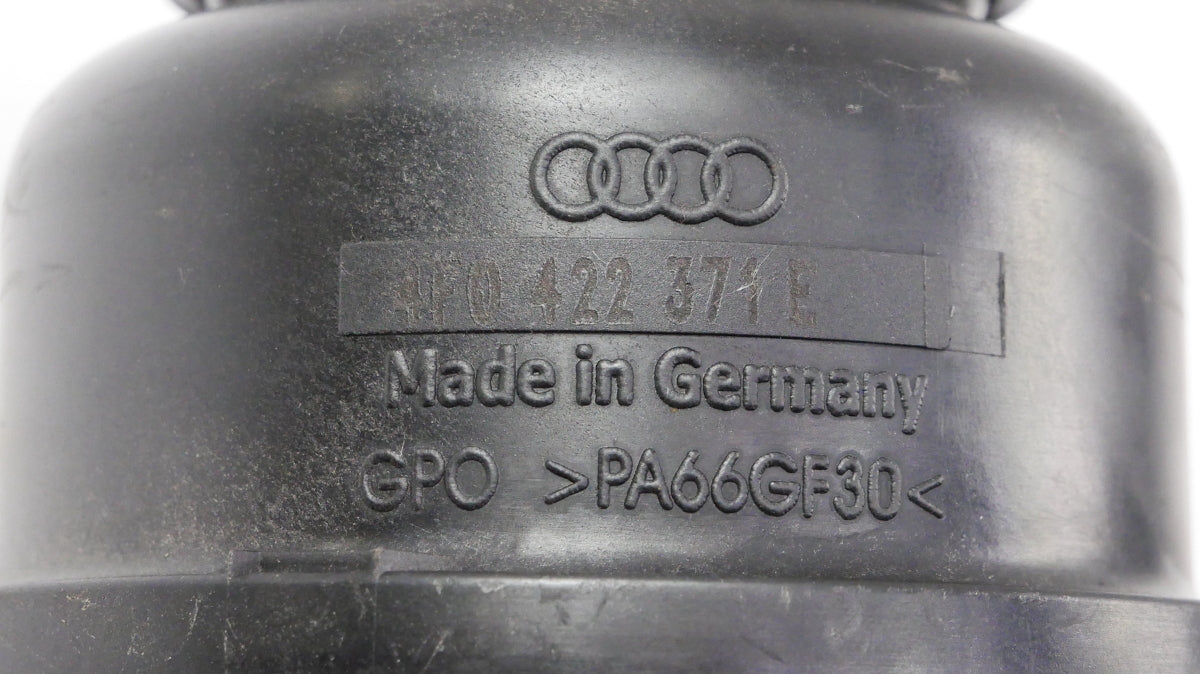 4F0 422 371 E
Made in Germany
GPO >PA66GF30<